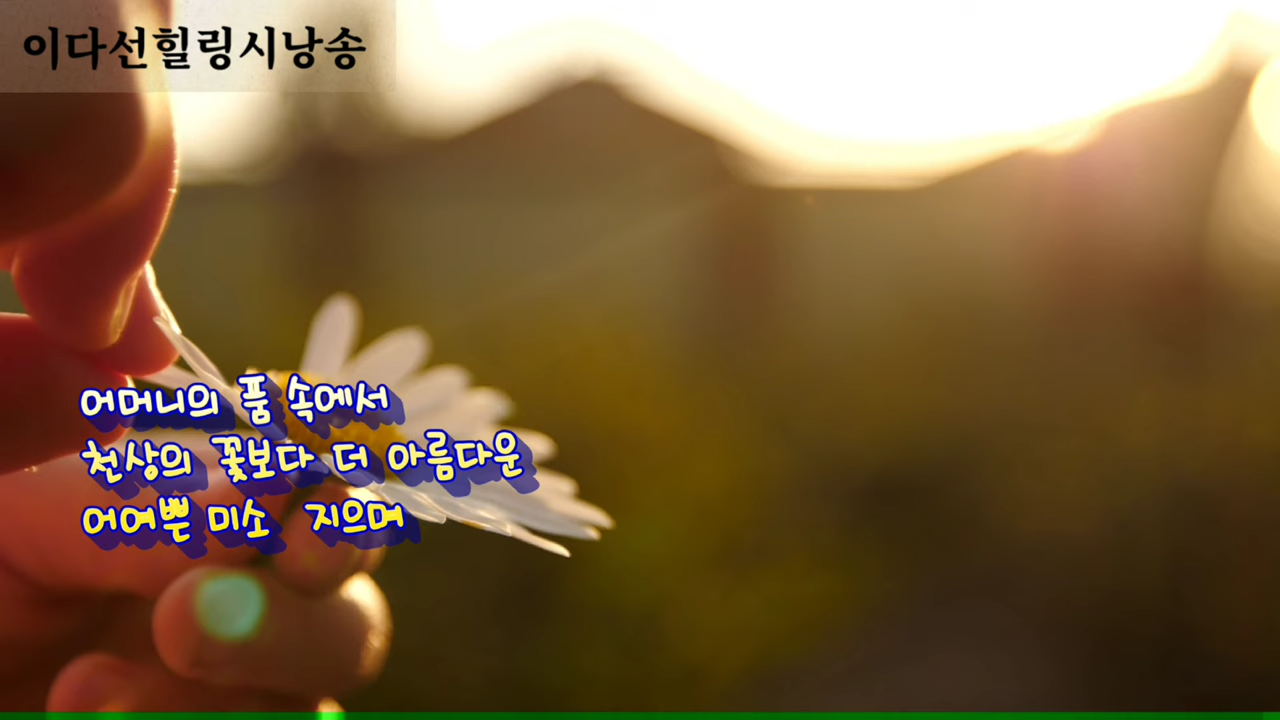 이다선힐링시낭송
어머니의 품 속에서
천상의 꽃보다 더 아름다운
어여쁜 미소 지으며